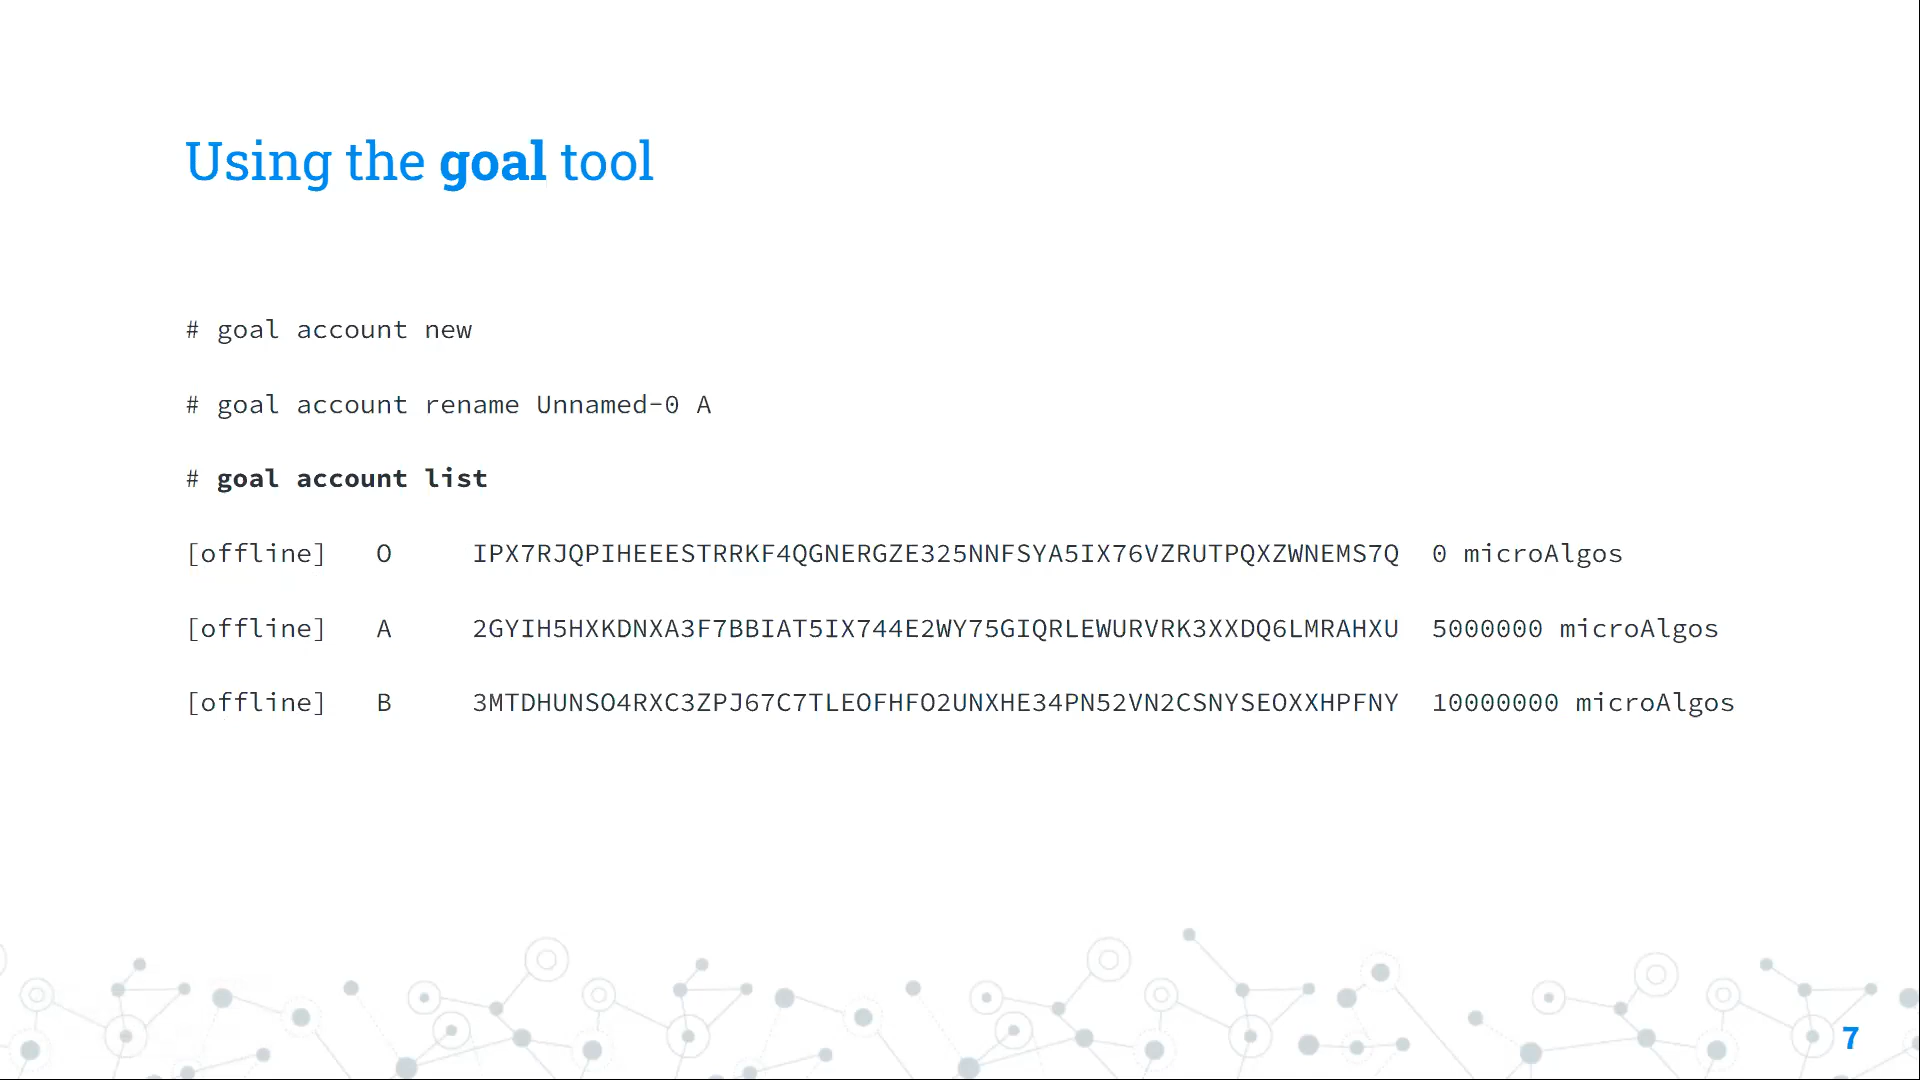 Using the goal tool
# goal account new
# goal account rename Unnamed-0 A
# goal account list
[offline] O IPX7RJQPIHEEESTRRKF4QGNERGZE325NNFSYA5IX76VZRUTPQXZWNEMS7Q 0 microAlgos
[offline] A 2GYIH5HXKDNXA3F7BBIAT5IX744E2WY75GIQRLEWURVRK3XXDQ6LMRAHXU 5000000 microAlgos
[offline] B 3MTDHUNSO4RXC3ZPJ67C7TLEOFHFO2UNXHE34PN52VN2CSNYSEOXXHPFNY 10000000 microAlgos
7